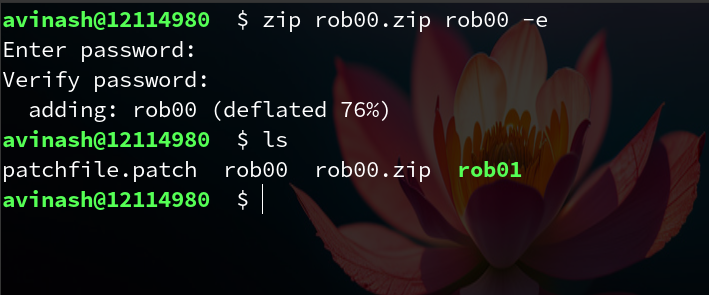 avinash@12114980 $ zip rob00.zip rob00 -e
Enter password:
Verify password:
adding: rob00 (deflated 76%)
avinash@12114980 $ ls
patchfile.patch rob00 rob00.zip rob01
avinash@12114980 $